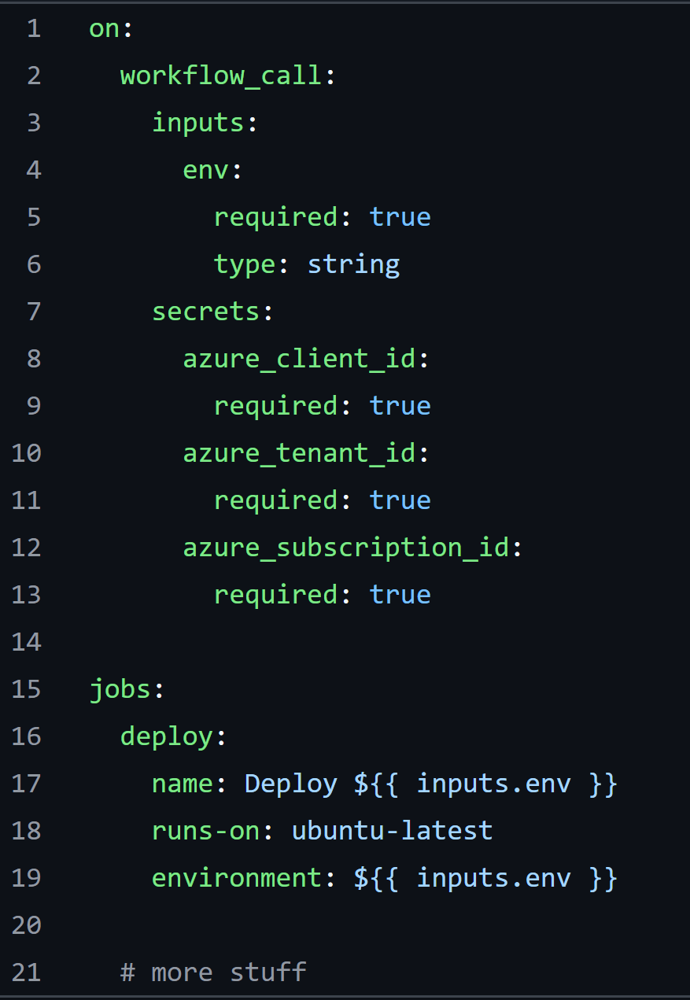 1 on:
2   workflow_call:
3     inputs:
4       env:
5         required: true
6         type: string
7     secrets:
8       azure_client_id:
9         required: true
10       azure_tenant_id:
11         required: true
12       azure_subscription_id:
13         required: true
14
15 jobs:
16   deploy:
17     name: Deploy ${{ inputs.env }}
18     runs-on: ubuntu-latest
19     environment: ${{ inputs.env }}
20
21   # more stuff